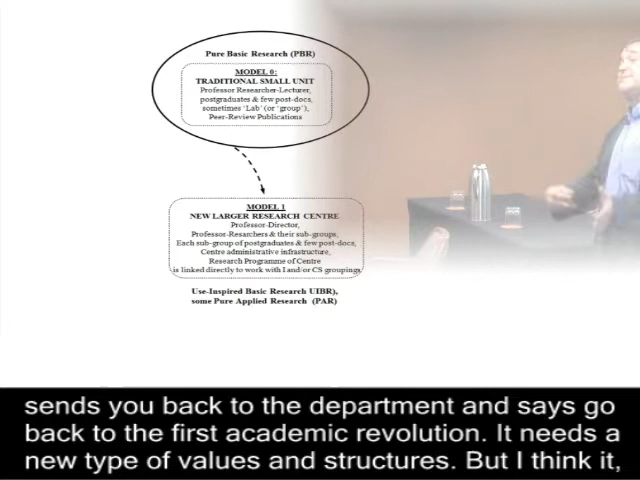 Pure Basic Research (PBR)
MODEL 0:
TRADITIONAL SMALL UNIT
Professor Researcher-Lecturer,
postgraduates & few post-docs,
sometimes 'Lab' (or 'group'),
Peer-Review Publications
MODEL 1
NEW LARGER RESEARCH CENTRE
Professor-Director,
Professor-Resarchers & their sub-groups,
Each sub-group of postgraduates & few post-docs,
Centre administrative infrastructure,
Research Programme of Centre
is linked directly to work with I and/or CS groupings
Use-Inspired Basic Research UIBR),
some Pure Applied Research (PAR)
sends you back to the department and says go
back to the first academic revolution. It needs a
new type of values and structures. But I think it,